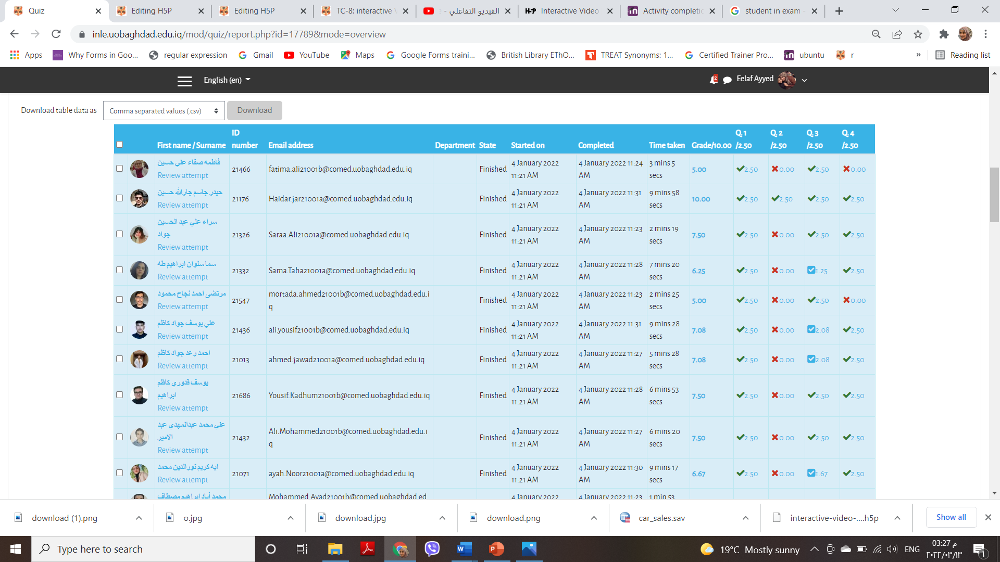 Quiz
Editing H5P
Editing H5P
TC-8: interactive
الفيديو التفاعلي -
H-P Interactive Video
Activity completi
student in exam
inle.uobaghdad.edu.iq/mod/quiz/report.php?id=17789&mode=overview
Apps
Why Forms in Goo...
regular expression
Gmail
YouTube
Maps
Google Forms traini...
British Library EThO...
TREAT Synonyms: 1...
Certified Trainer Pro...
ubuntu
r
»
Reading list
English (en)
2
Eelaf Ayyed
Download table data as
Comma separated values (.csv)
Download
First name / Surname ID number Email address Department State Started on Completed Time taken Grade/10.00 Q. 1 /2.50 Q. 2 /2.50 Q. 3 /2.50 Q. 4 /2.50
فاطمه صفاء علي حسين
Review attempt
21466 fatima.ali21001b@comed.uobaghdad.edu.iq Finished 4 January 2022 11:21 AM 4 January 2022 11:24 AM 3 mins 5 secs 5.00 2.50 0.00 2.50 0.00
حيدر جاسم جارالله حسين
Review attempt
21176 Haidar.jar21001a@comed.uobaghdad.edu.iq Finished 4 January 2022 11:21 AM 4 January 2022 11:31 AM 9 mins 58 secs 10.00 2.50 2.50 2.50 2.50
سراء علي عبد الحسين
جواد
Review attempt
21326 Saraa.Ali21001a@comed.uobaghdad.edu.iq Finished 4 January 2022 11:21 AM 4 January 2022 11:23 AM 2 mins 19 secs 7.50 2.50 0.00 2.50 2.50
سما سلوان ابراهيم طه
Review attempt
21332 Sama.Taha21001a@comed.uobaghdad.edu.iq Finished 4 January 2022 11:21 AM 4 January 2022 11:28 AM 7 mins 20 secs 6.25 2.50 0.00 1.25 2.50
مرتضى احمد نجاح محمود
Review attempt
21547 mortada.ahmed21001b@comed.uobaghdad.edu.iq Finished 4 January 2022 11:21 AM 4 January 2022 11:23 AM 2 mins 25 secs 5.00 2.50 0.00 2.50 0.00
علي يوسف جواد كاظم
Review attempt
21436 ali.yousif21001b@comed.uobaghdad.edu.iq Finished 4 January 2022 11:21 AM 4 January 2022 11:31 AM 9 mins 28 secs 7.08 2.50 0.00 2.08 2.50
احمد رعد جواد كاظم
Review attempt
21013 ahmed.jawad21001a@comed.uobaghdad.edu.iq Finished 4 January 2022 11:21 AM 4 January 2022 11:27 AM 5 mins 28 secs 7.08 2.50 0.00 2.08 2.50
يوسف قدوري كاظم
ابراهيم
Review attempt
21686 Yousif.Kadhum21001b@comed.uobaghdad.edu.iq Finished 4 January 2022 11:21 AM 4 January 2022 11:28 AM 6 mins 53 secs 7.50 2.50 0.00 2.50 2.50
علي محمد عبدالمهدي عبد
الامير
Review attempt
21432 Ali.Mohammed21001b@comed.uobaghdad.edu.iq Finished 4 January 2022 11:21 AM 4 January 2022 11:27 AM 6 mins 20 secs 7.50 2.50 0.00 2.50 2.50
ايه كريم نورالدين محمد
Review attempt
21071 ayah.Noor21001a@comed.uobaghdad.edu.iq Finished 4 January 2022 11:21 AM 4 January 2022 11:30 AM 9 mins 17 secs 6.67 2.50 0.00 1.67 2.50
محمد أياد ابراهيم مصطاف
Mohammed.Ayad21001b@comed.uobaghdad.ed 4 January 2022 4 January 2022 11:23 1 min 53
download (1).png
o.jpg
download.jpg
download.png
car_sales.sav
interactive-video-....h5p
Show all
Type here to search
19°C Mostly sunny
ENG
03:27 م
٢٠٢٢/٠٣/١٣
١